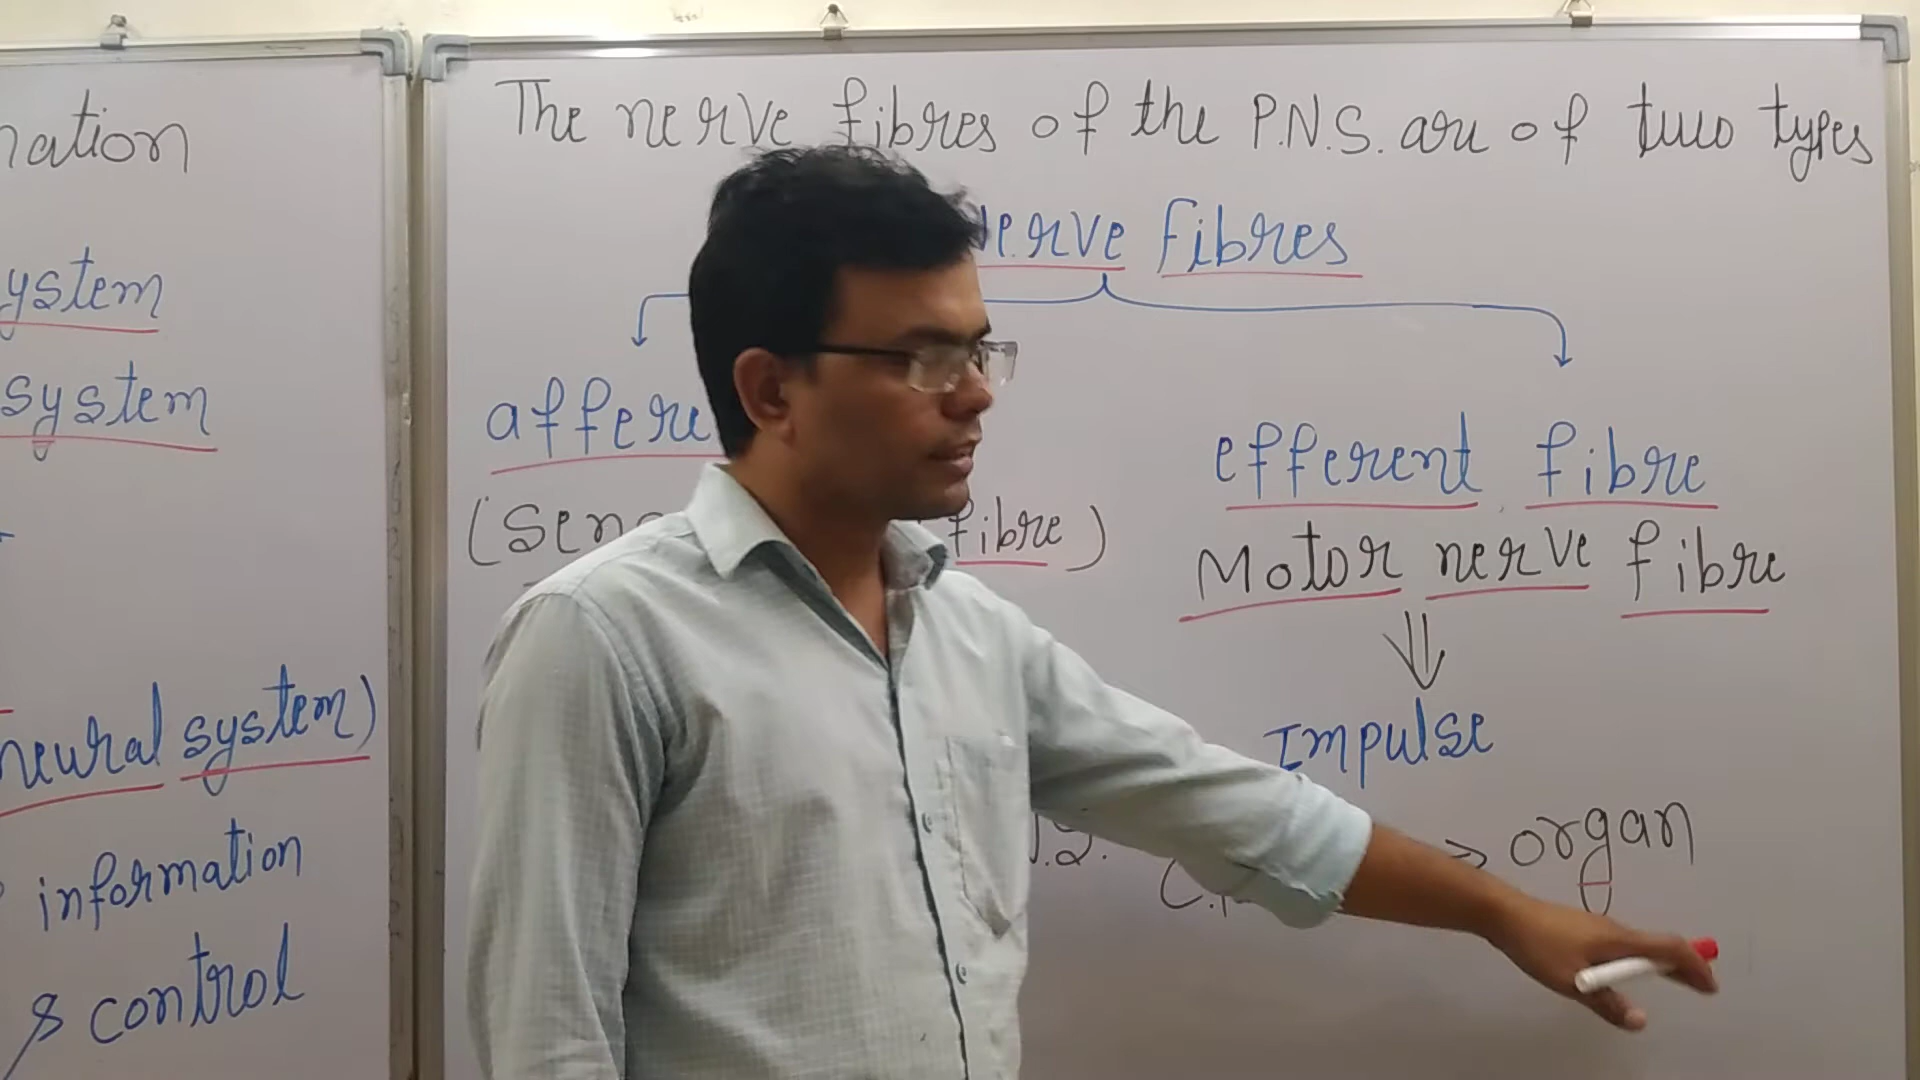 nation
ystem
system
neural system)
information
& control
The nerve fibres of the P.N.S. are of two types
Nerve fibres
affere
efferent fibre
(Sens fibre)
Motor nerve fibre
Impulse
organ